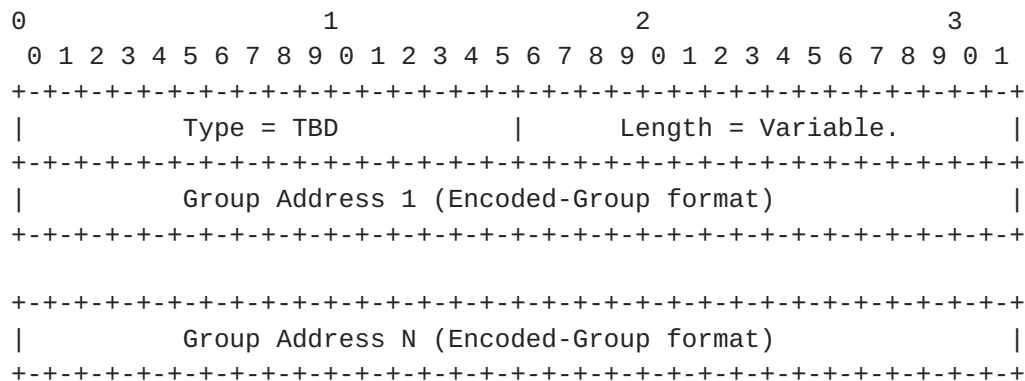 0                   1                   2                   3
 0 1 2 3 4 5 6 7 8 9 0 1 2 3 4 5 6 7 8 9 0 1 2 3 4 5 6 7 8 9 0 1
+-+-+-+-+-+-+-+-+-+-+-+-+-+-+-+-+-+-+-+-+-+-+-+-+-+-+-+-+-+-+-+-+
|          Type = TBD           |      Length = Variable.       |
+-+-+-+-+-+-+-+-+-+-+-+-+-+-+-+-+-+-+-+-+-+-+-+-+-+-+-+-+-+-+-+-+
|          Group Address 1 (Encoded-Group format)               |
+-+-+-+-+-+-+-+-+-+-+-+-+-+-+-+-+-+-+-+-+-+-+-+-+-+-+-+-+-+-+-+-+

+-+-+-+-+-+-+-+-+-+-+-+-+-+-+-+-+-+-+-+-+-+-+-+-+-+-+-+-+-+-+-+-+
|          Group Address N (Encoded-Group format)               |
+-+-+-+-+-+-+-+-+-+-+-+-+-+-+-+-+-+-+-+-+-+-+-+-+-+-+-+-+-+-+-+-+